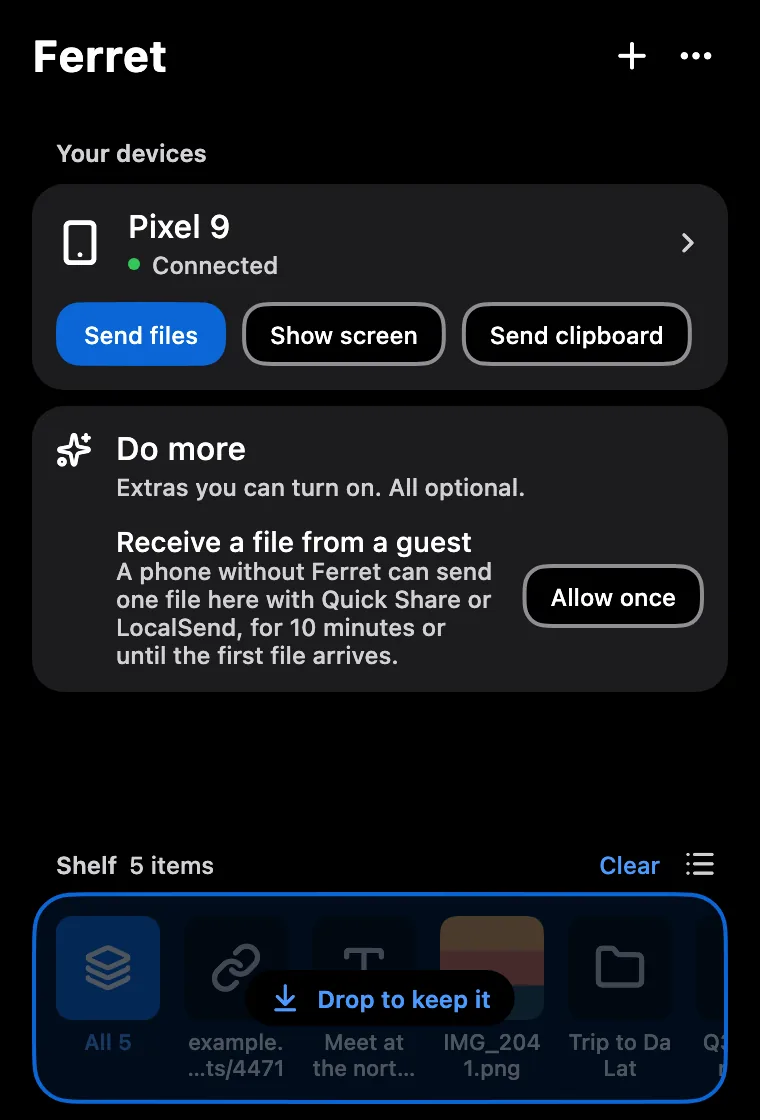 Ferret
Your devices
Pixel 9
Connected
Send files
Show screen
Send clipboard
Do more
Extras you can turn on. All optional.
Receive a file from a guest
A phone without Ferret can send
one file here with Quick Share or
LocalSend, for 10 minutes or
until the first file arrives.
Allow once
Shelf 5 items
Clear
Drop to keep it
All 5
example.
...ts/4471
Meet at
the nort...
IMG_204
1.png
Trip to Da
Lat